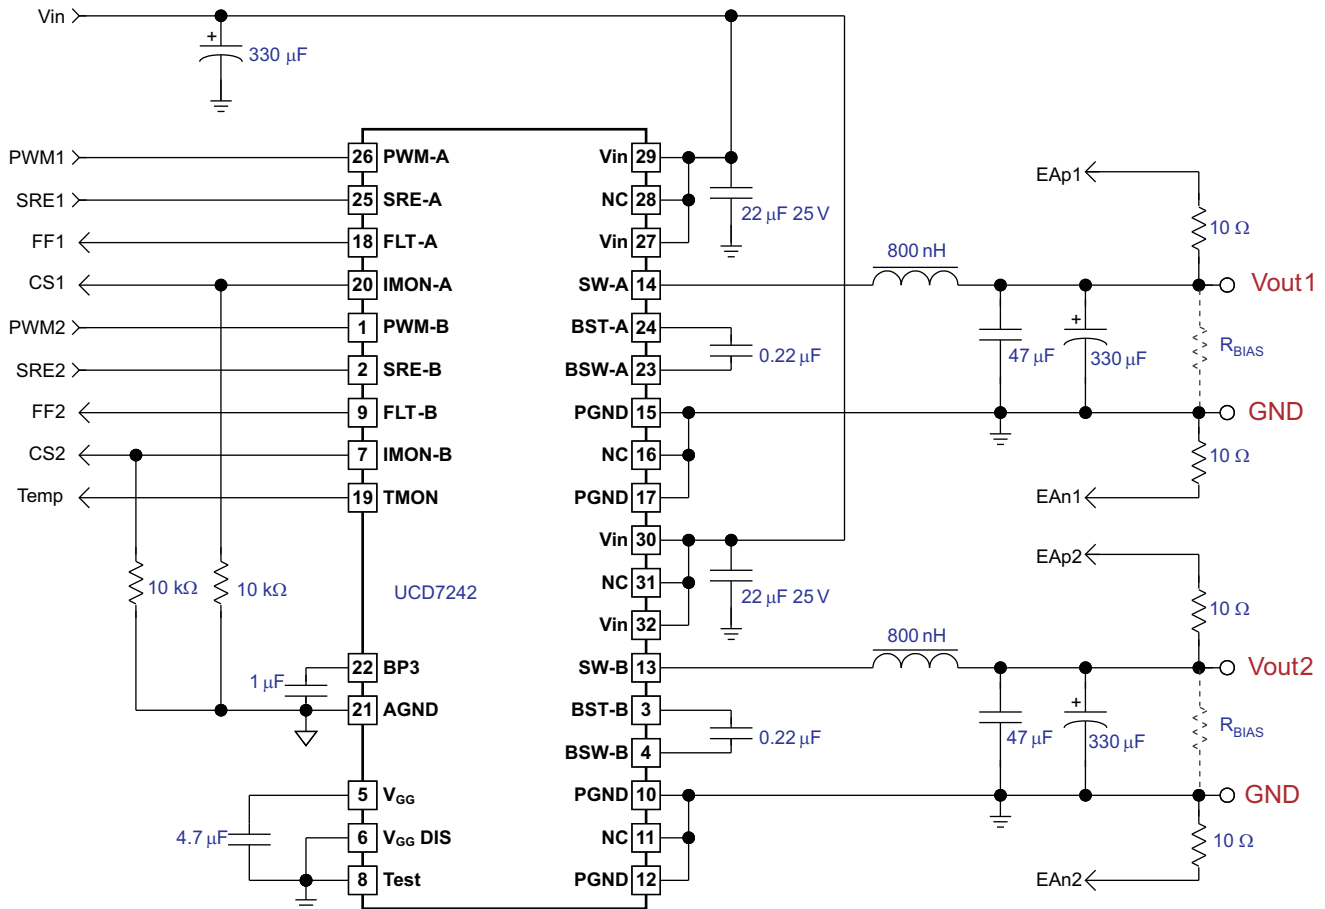 Vin
+
330 µF
PWM1
26 PWM-A
Vin 29
SRE1
25 SRE-A
NC 28
22 µF 25 V
FF1
18 FLT-A
Vin 27
CS1
20 IMON-A
SW-A 14
800 nH
EAp1
10 Ω
Vout1
PWM2
1 PWM-B
BST-A 24
0.22 µF
SRE2
2 SRE-B
BSW-A 23
47 µF
+
330 µF
RBIAS
FF2
9 FLT-B
PGND 15
GND
CS2
7 IMON-B
NC 16
10 Ω
Temp
19 TMON
PGND 17
EAn1
Vin 30
EAp2
10 kΩ
10 kΩ
UCD7242
NC 31
22 µF 25 V
Vin 32
10 Ω
22 BP3
SW-B 13
800 nH
Vout2
1 µF
21 AGND
BST-B 3
0.22 µF
BSW-B 4
47 µF
+
330 µF
RBIAS
5 VGG
PGND 10
GND
4.7 µF
6 VGG DIS
NC 11
10 Ω
8 Test
PGND 12
EAn2